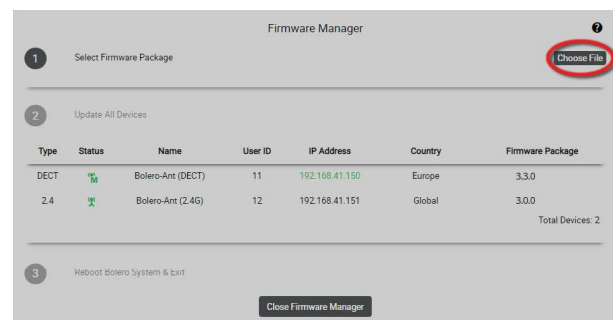 Firmware Manager ?
1 Select Firmware Package Choose File
2 Update All Devices
Type Status Name User ID IP Address Country Firmware Package
DECT M Bolero-Ant (DECT) 11 192.168.41.150 Europe 3.3.0
2.4 Bolero-Ant (2.4G) 12 192.168.41.151 Global 3.0.0
Total Devices: 2
3 Reboot Bolero System & Exit
Close Firmware Manager